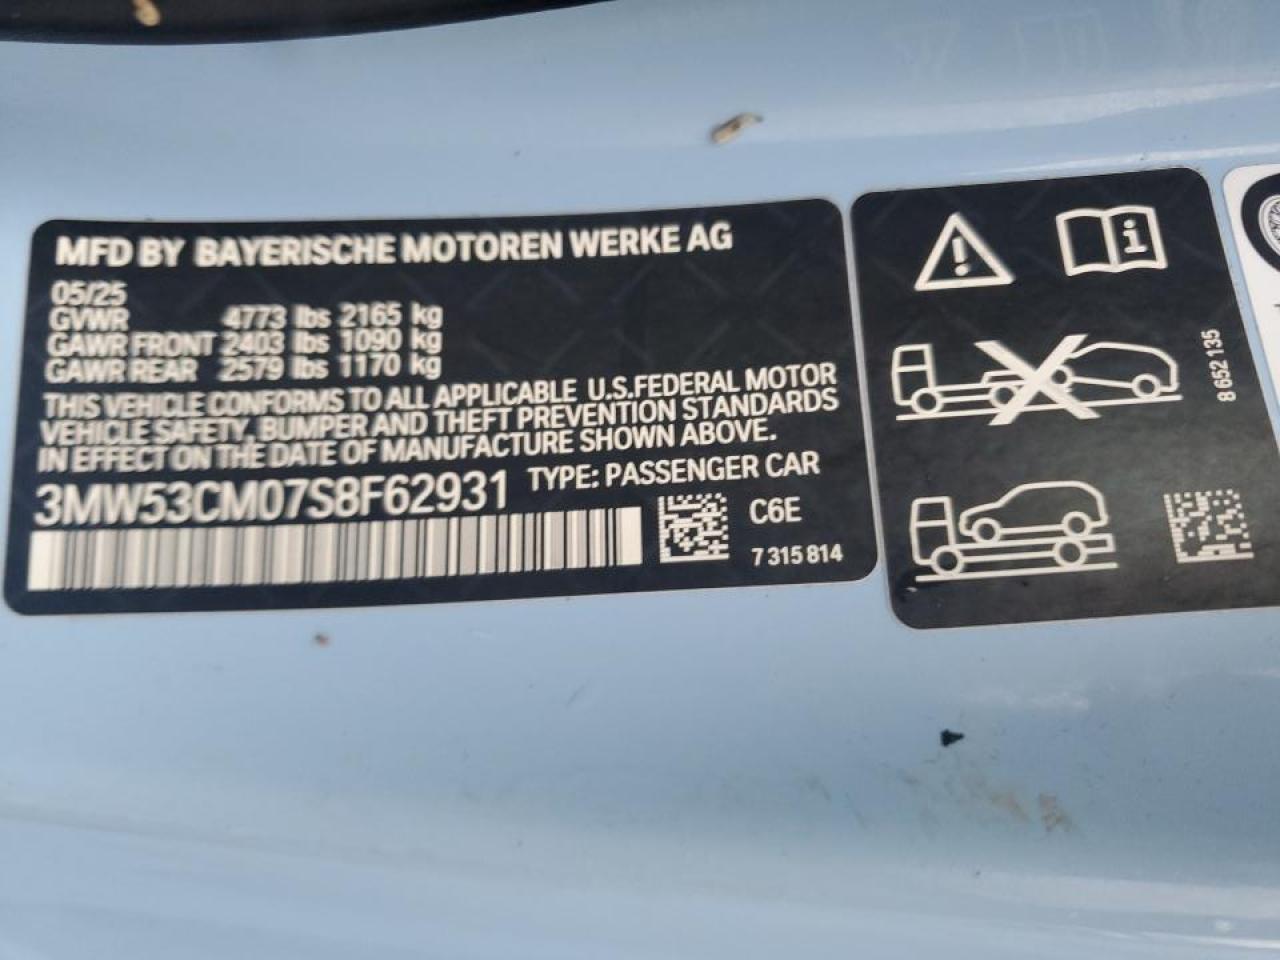 MFD BY BAYERISCHE MOTOREN WERKE AG
05/25
GVWR 4773 lbs 2165 kg
GAWR FRONT 2403 lbs 1090 kg
GAWR REAR 2579 lbs 1170 kg
THIS VEHICLE CONFORMS TO ALL APPLICABLE U.S.FEDERAL MOTOR
VEHICLE SAFETY, BUMPER AND THEFT PREVENTION STANDARDS
IN EFFECT ON THE DATE OF MANUFACTURE SHOWN ABOVE.
3MW53CM07S8F62931 TYPE: PASSENGER CAR
C6E
7 315 814
8 652 135